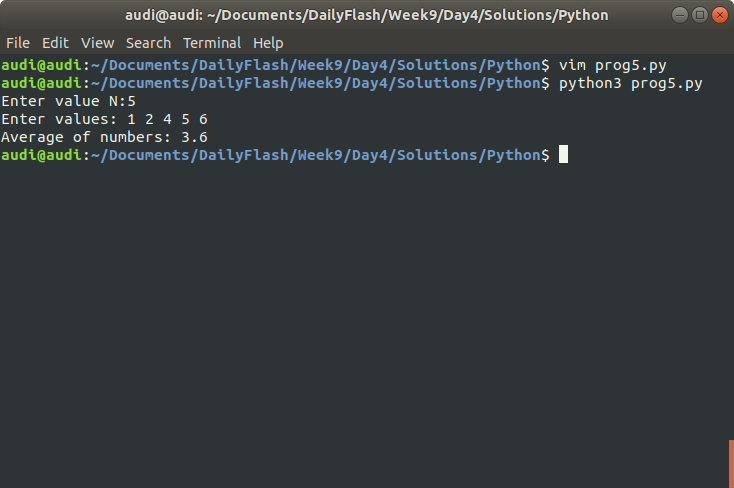 audi@audi: ~/Documents/DailyFlash/Week9/Day4/Solutions/Python
File Edit View Search Terminal Help
audi@audi:~/Documents/DailyFlash/Week9/Day4/Solutions/Python$ vim prog5.py
audi@audi:~/Documents/DailyFlash/Week9/Day4/Solutions/Python$ python3 prog5.py
Enter value N:5
Enter values: 1 2 4 5 6
Average of numbers: 3.6
audi@audi:~/Documents/DailyFlash/Week9/Day4/Solutions/Python$